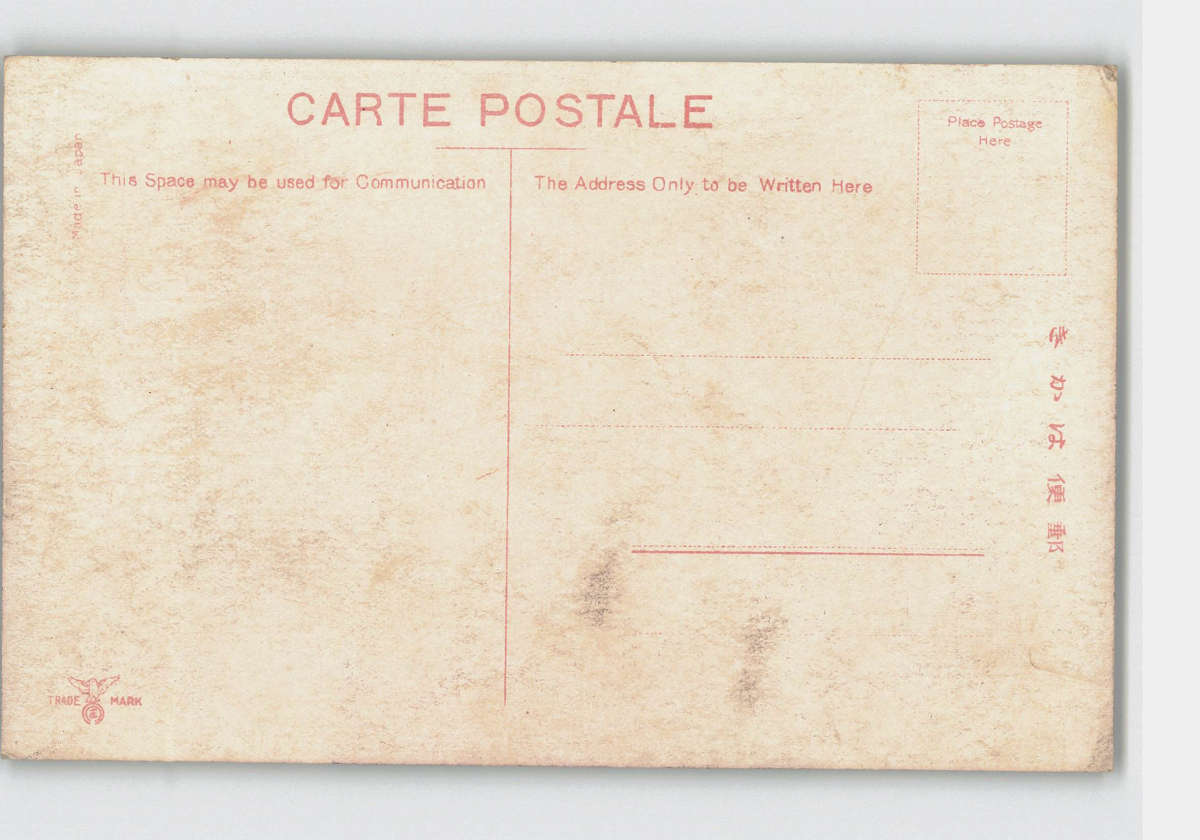 CARTE POSTALE
Place Postage
Here
Made in Japan
This Space may be used for Communication
The Address Only to be Written Here
きかは便郵
TRADE MARK